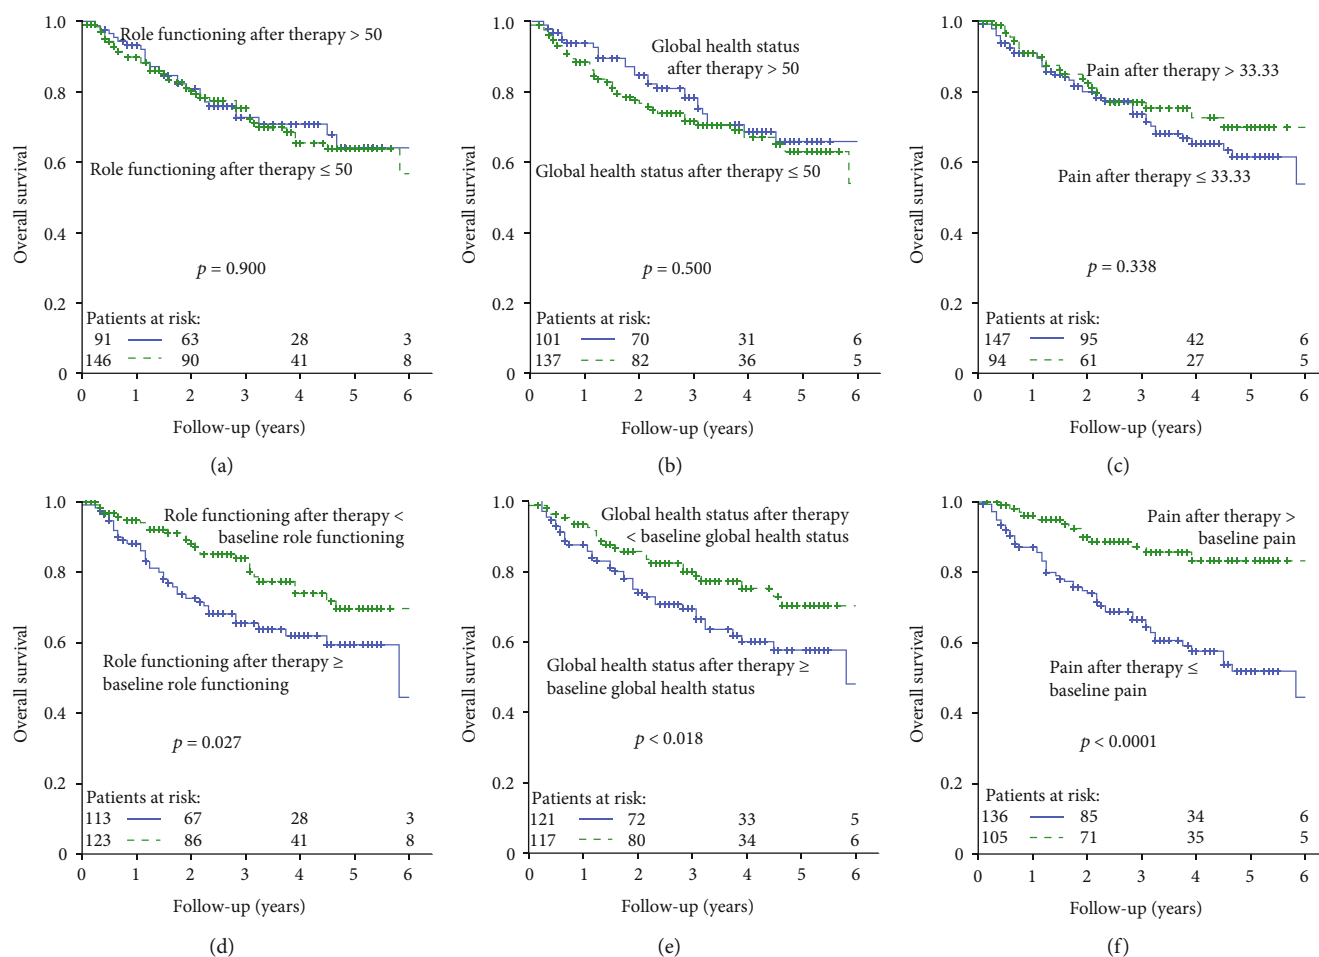 1.0
0.8
0.6
0.4
0.2
0
Overall survival
Role functioning after therapy > 50
Role functioning after therapy ≤ 50
p = 0.900
Patients at risk:
91 63 28 3
146 90 41 8
0 1 2 3 4 5 6
Follow-up (years)
(a)
1.0
0.8
0.6
0.4
0.2
0
Overall survival
Global health status
after therapy > 50
Global health status after therapy ≤ 50
p = 0.500
Patients at risk:
101 70 31 6
137 82 36 5
0 1 2 3 4 5 6
Follow-up (years)
(b)
1.0
0.8
0.6
0.4
0.2
0
Overall survival
Pain after therapy > 33.33
Pain after therapy ≤ 33.33
p = 0.338
Patients at risk:
147 95 42 6
94 61 27 5
0 1 2 3 4 5 6
Follow-up (years)
(c)
1.0
0.8
0.6
0.4
0.2
0
Overall survival
Role functioning after therapy <
baseline role functioning
Role functioning after therapy ≥
baseline role functioning
p = 0.027
Patients at risk:
113 67 28 3
123 86 41 8
0 1 2 3 4 5 6
Follow-up (years)
(d)
1.0
0.8
0.6
0.4
0.2
0
Overall survival
Global health status after therapy
< baseline global health status
Global health status after therapy ≥
baseline global health status
p < 0.018
Patients at risk:
121 72 33 5
117 80 34 6
0 1 2 3 4 5 6
Follow-up (years)
(e)
1.0
0.8
0.6
0.4
0.2
0
Overall survival
Pain after therapy >
baseline pain
Pain after therapy ≤
baseline pain
p < 0.0001
Patients at risk:
136 85 34 6
105 71 35 5
0 1 2 3 4 5 6
Follow-up (years)
(f)